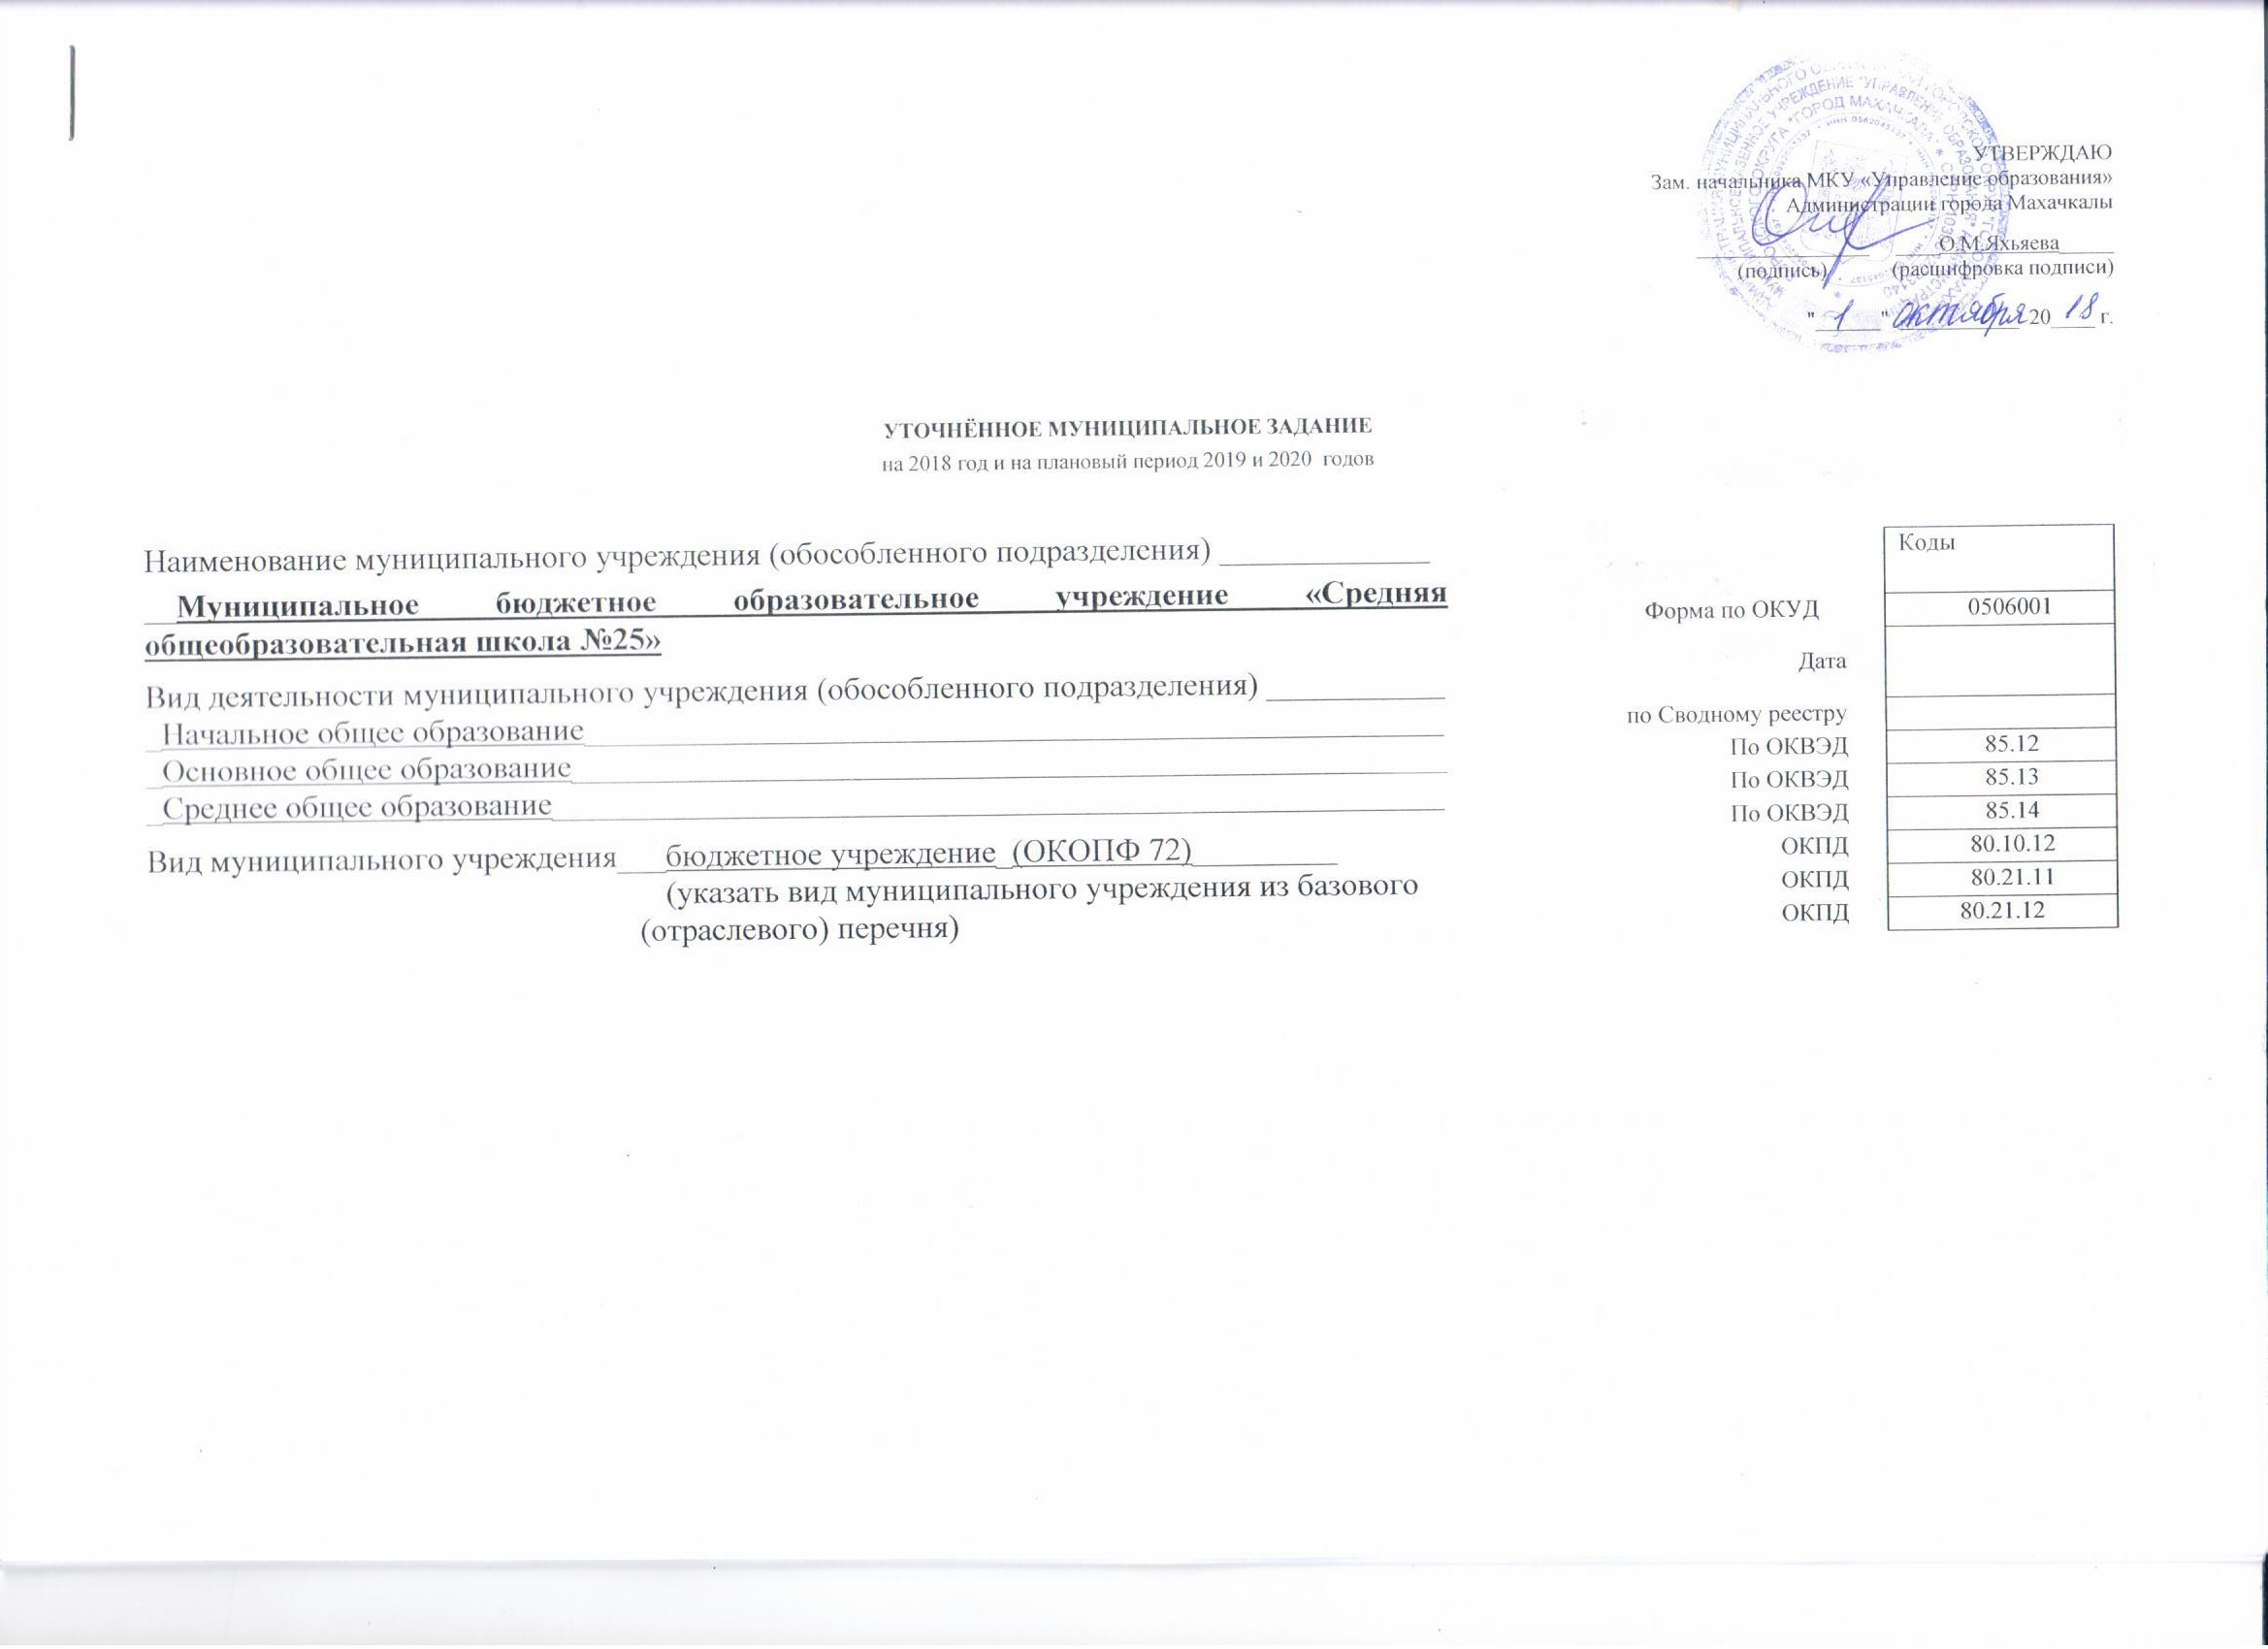 УТВЕРЖДАЮ
Зам. начальника МКУ «Управление образования»
Администрации города Махачкалы
О.М.Яхьяева
(подпись) (расшифровка подписи)
" 1 " октября 20 18 г.
УТОЧНЁННОЕ МУНИЦИПАЛЬНОЕ ЗАДАНИЕ
на 2018 год и на плановый период 2019 и 2020 годов
Наименование муниципального учреждения (обособленного подразделения)
Муниципальное бюджетное образовательное учреждение «Средняя
общеобразовательная школа №25»
Вид деятельности муниципального учреждения (обособленного подразделения)
Начальное общее образование
Основное общее образование
Среднее общее образование
Вид муниципального учреждения бюджетное учреждение (ОКОПФ 72)
(указать вид муниципального учреждения из базового
(отраслевого) перечня)
Коды
Форма по ОКУД 0506001
Дата
по Сводному реестру
По ОКВЭД 85.12
По ОКВЭД 85.13
По ОКВЭД 85.14
ОКПД 80.10.12
ОКПД 80.21.11
ОКПД 80.21.12